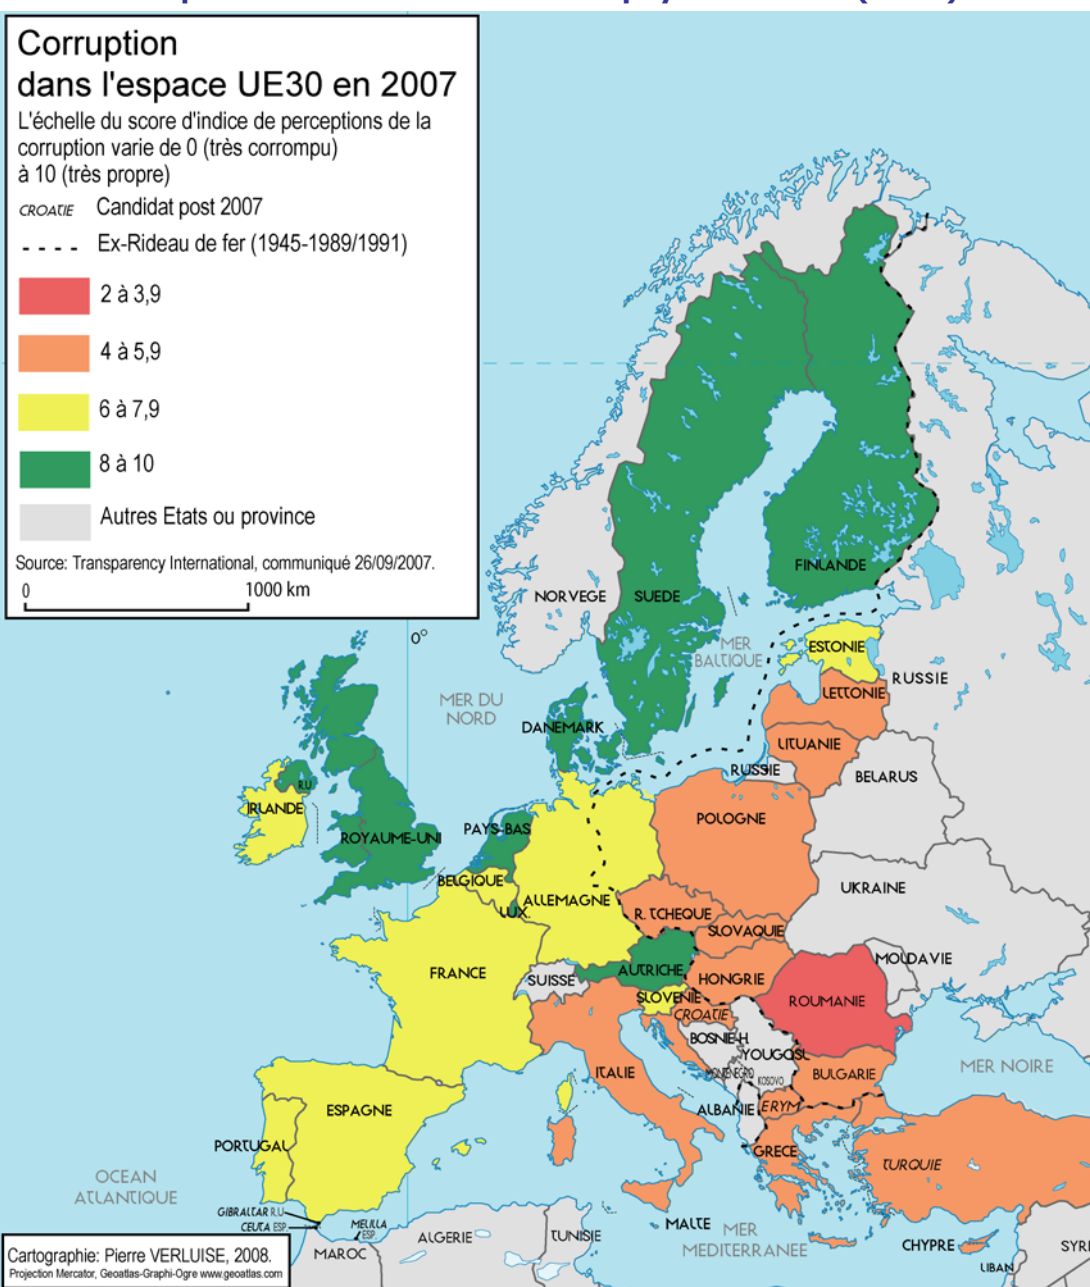 Corruption
dans l'espace UE30 en 2007
L'échelle du score d'indice de perceptions de la
corruption varie de 0 (très corrompu)
à 10 (très propre)
CROATIE Candidat post 2007
Ex-Rideau de fer (1945-1989/1991)
2 à 3,9
4 à 5,9
6 à 7,9
8 à 10
Autres Etats ou province
Source: Transparency International, communiqué 26/09/2007.
0 1000 km
0°
FINLANDE
NORVEGE
SUEDE
MER
BALTIQUE
ESTONIE
RUSSIE
LETTONIE
MER DU
NORD
DANEMARK
LITUANIE
RUSSIE
BELARUS
R.U.
IRLANDE
ROYAUME-UNI
PAYS-BAS
POLOGNE
BELGIQUE
ALLEMAGNE
LUX.
UKRAINE
R. TCHEQUE
SLOVAQUIE
MOLDAVIE
FRANCE
SUISSE
AUTRICHE
HONGRIE
SLOVENIE
ROUMANIE
CROATIE
BOSNIE-H.
YOUGOSL.
MONTENEGRO
KOSOVO
ITALIE
BULGARIE
MER NOIRE
ESPAGNE
ALBANIE
ERYM
PORTUGAL
GRECE
TURQUIE
OCEAN
ATLANTIQUE
GIBRALTAR R.U
CEUTA ESP.
MELILLA
ESP.
MAROC
ALGERIE
TUNISIE
MALTE
MER
MEDITERRANEE
CHYPRE
LIBAN
SYRI
Cartographie: Pierre VERLUISE, 2008.
Projection Mercator, Geoatlas-Graphi-Ogre www.geoatlas.com